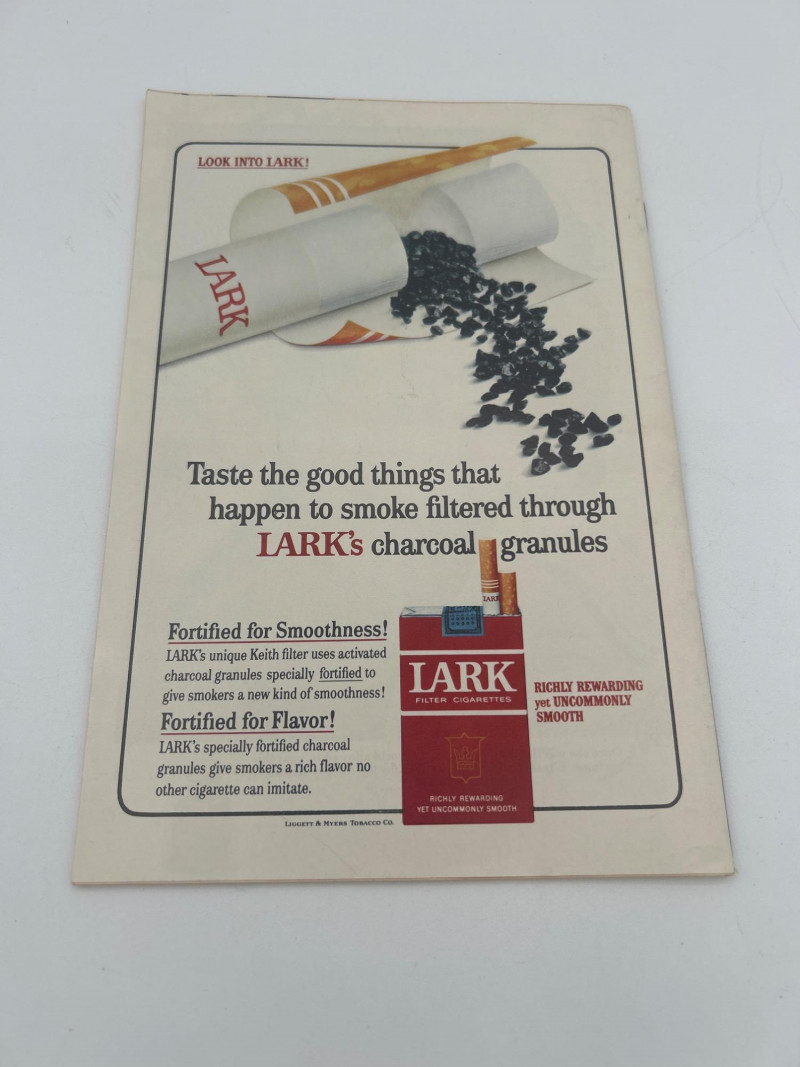 LOOK INTO LARK!
LARK
Taste the good things that
happen to smoke filtered through
LARK's charcoal granules
LARK
Fortified for Smoothness!
LARK's unique Keith filter uses activated
charcoal granules specially fortified to
give smokers a new kind of smoothness!
Fortified for Flavor!
LARK's specially fortified charcoal
granules give smokers a rich flavor no
other cigarette can imitate.
LARK
FILTER CIGARETTES
RICHLY REWARDING
YET UNCOMMONLY SMOOTH
RICHLY REWARDING
yet UNCOMMONLY
SMOOTH
LIGGETT & MYERS TOBACCO CO.